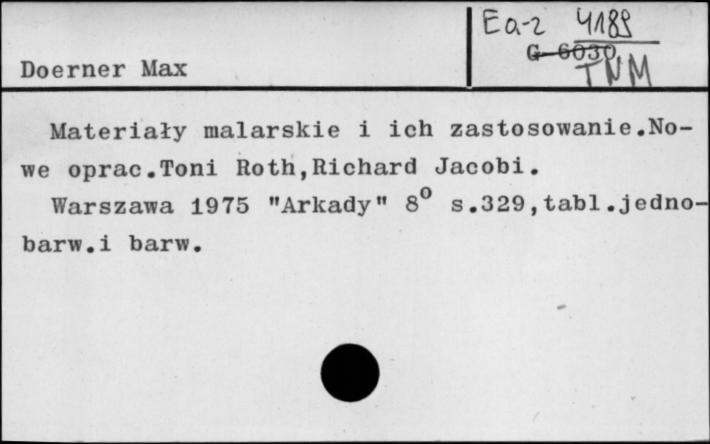 Ea-2 4189
G-6030
TNM
Doerner Max
Materiały malarskie i ich zastosowanie.No-
we oprac.Toni Roth,Richard Jacobi.
Warszawa 1975 "Arkady" 8° s.329,tabl.jedno-
barw.i barw.